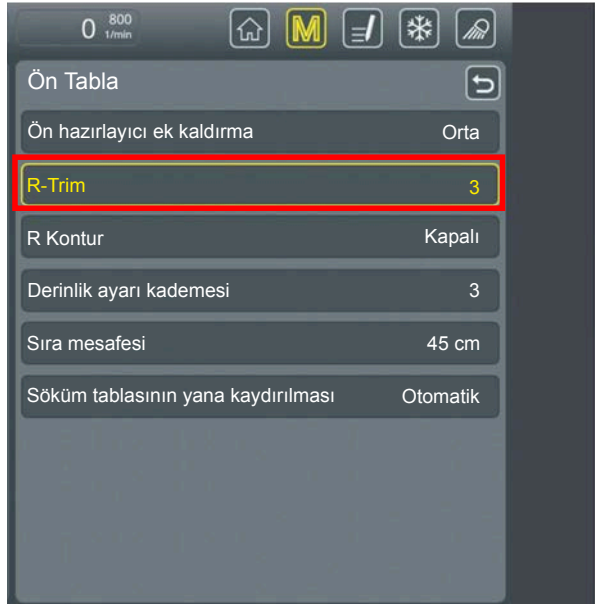 0 800 1/min M
Ön Tabla
Ön hazırlayıcı ek kaldırma Orta
R-Trim 3
R Kontur Kapalı
Derinlik ayarı kademesi 3
Sıra mesafesi 45 cm
Söküm tablasının yana kaydırılması Otomatik